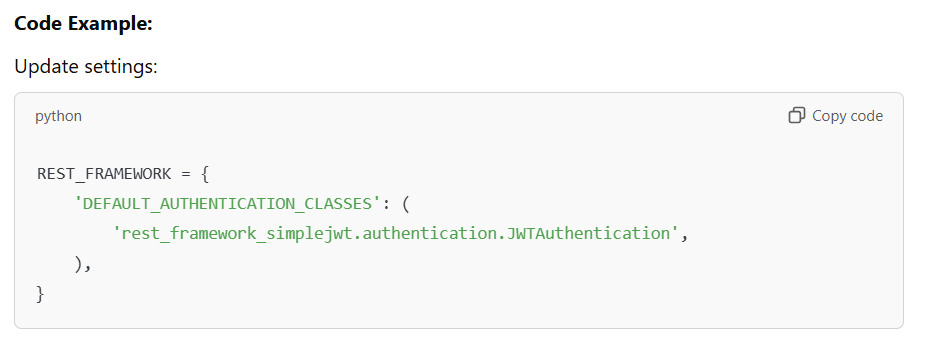 Code Example:
Update settings:
python
Copy code
REST_FRAMEWORK = {
    'DEFAULT_AUTHENTICATION_CLASSES': (
        'rest_framework_simplejwt.authentication.JWTAuthentication',
    ),
}